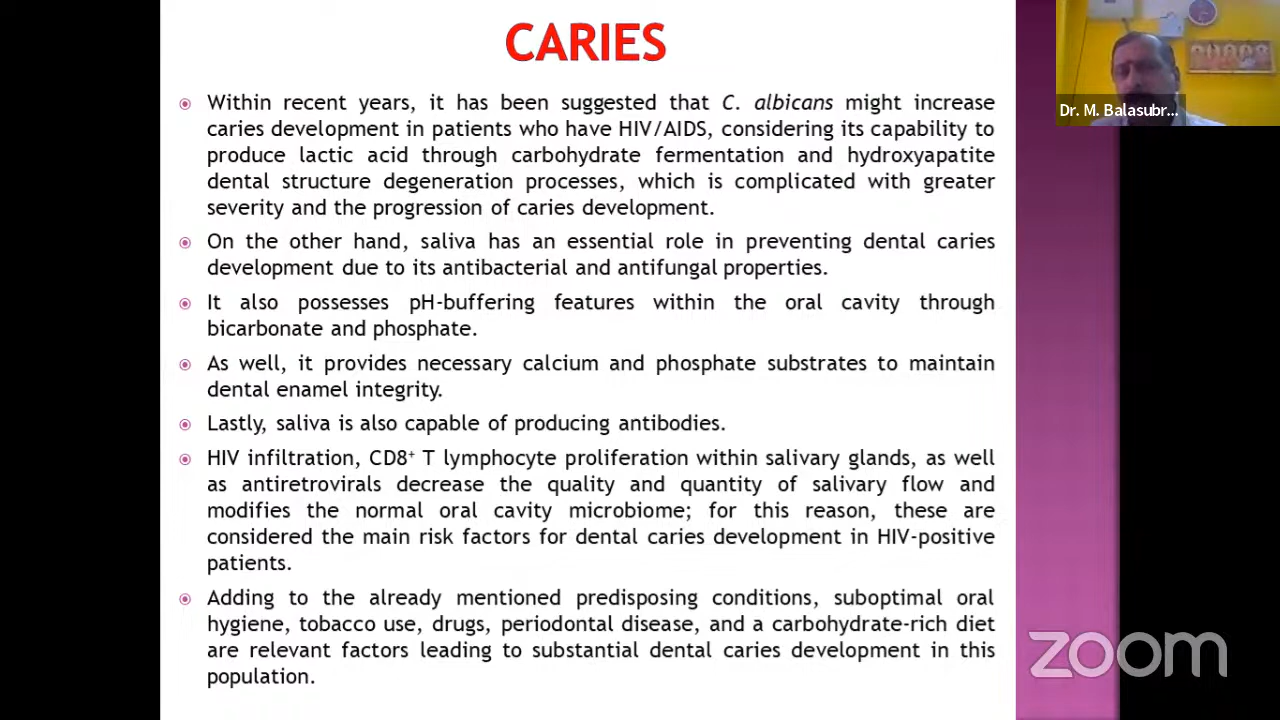 CARIES
Within recent years, it has been suggested that C. albicans might increase
caries development in patients who have HIV/AIDS, considering its capability to
produce lactic acid through carbohydrate fermentation and hydroxyapatite
dental structure degeneration processes, which is complicated with greater
severity and the progression of caries development.
On the other hand, saliva has an essential role in preventing dental caries
development due to its antibacterial and antifungal properties.
It also possesses pH-buffering features within the oral cavity through
bicarbonate and phosphate.
As well, it provides necessary calcium and phosphate substrates to maintain
dental enamel integrity.
Lastly, saliva is also capable of producing antibodies.
HIV infiltration, CD8⁺ T lymphocyte proliferation within salivary glands, as well
as antiretrovirals decrease the quality and quantity of salivary flow and
modifies the normal oral cavity microbiome; for this reason, these are
considered the main risk factors for dental caries development in HIV-positive
patients.
Adding to the already mentioned predisposing conditions, suboptimal oral
hygiene, tobacco use, drugs, periodontal disease, and a carbohydrate-rich diet
are relevant factors leading to substantial dental caries development in this
population.
Dr. M. Balasubr...
zoom